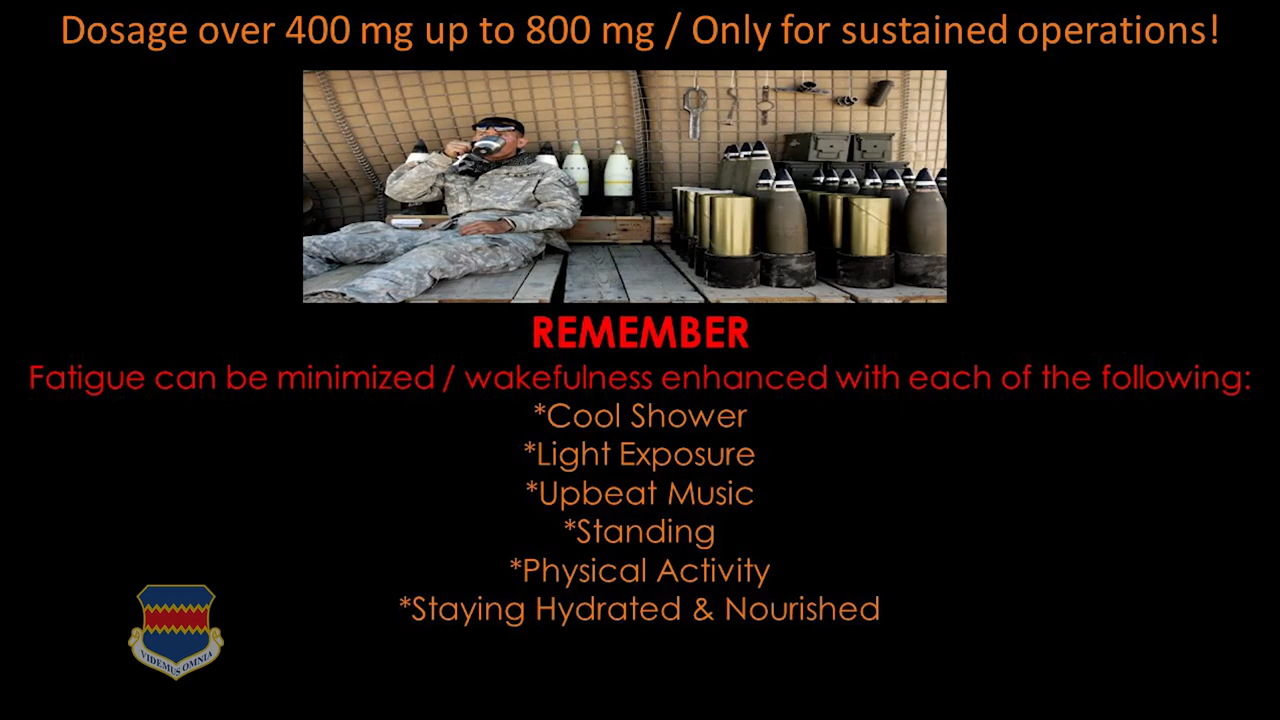 Dosage over 400 mg up to 800 mg / Only for sustained operations!
REMEMBER
Fatigue can be minimized / wakefulness enhanced with each of the following:
*Cool Shower
*Light Exposure
*Upbeat Music
*Standing
*Physical Activity
*Staying Hydrated & Nourished
VIDEMUS OMNIA